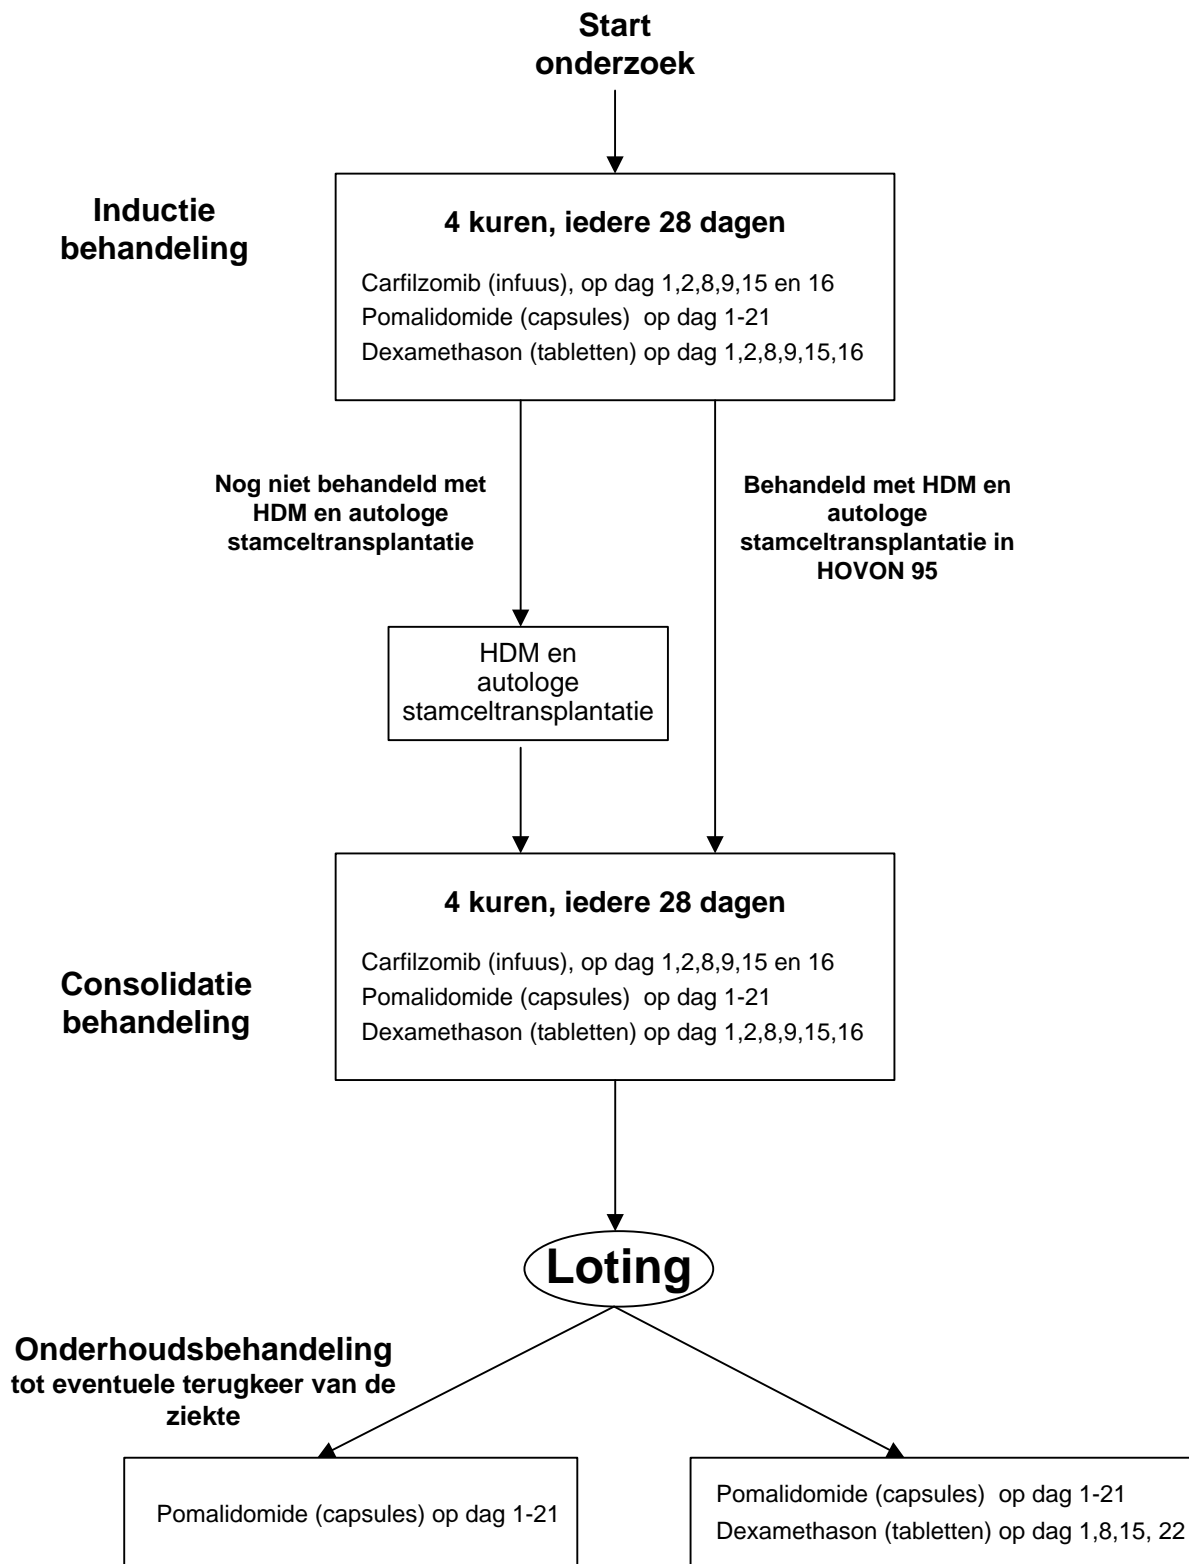 Start
onderzoek
Inductie
behandeling
4 kuren, iedere 28 dagen
Carfilzomib (infuus), op dag 1,2,8,9,15 en 16
Pomalidomide (capsules)  op dag 1-21
Dexamethason (tabletten) op dag 1,2,8,9,15,16
Nog niet behandeld met
HDM en autologe
stamceltransplantatie
Behandeld met HDM en
autologe
stamceltransplantatie in
HOVON 95
HDM en
autologe
stamceltransplantatie
Consolidatie
behandeling
4 kuren, iedere 28 dagen
Carfilzomib (infuus), op dag 1,2,8,9,15 en 16
Pomalidomide (capsules)  op dag 1-21
Dexamethason (tabletten) op dag 1,2,8,9,15,16
Loting
Onderhoudsbehandeling
tot eventuele terugkeer van de
ziekte
Pomalidomide (capsules) op dag 1-21
Pomalidomide (capsules)  op dag 1-21
Dexamethason (tabletten) op dag 1,8,15, 22